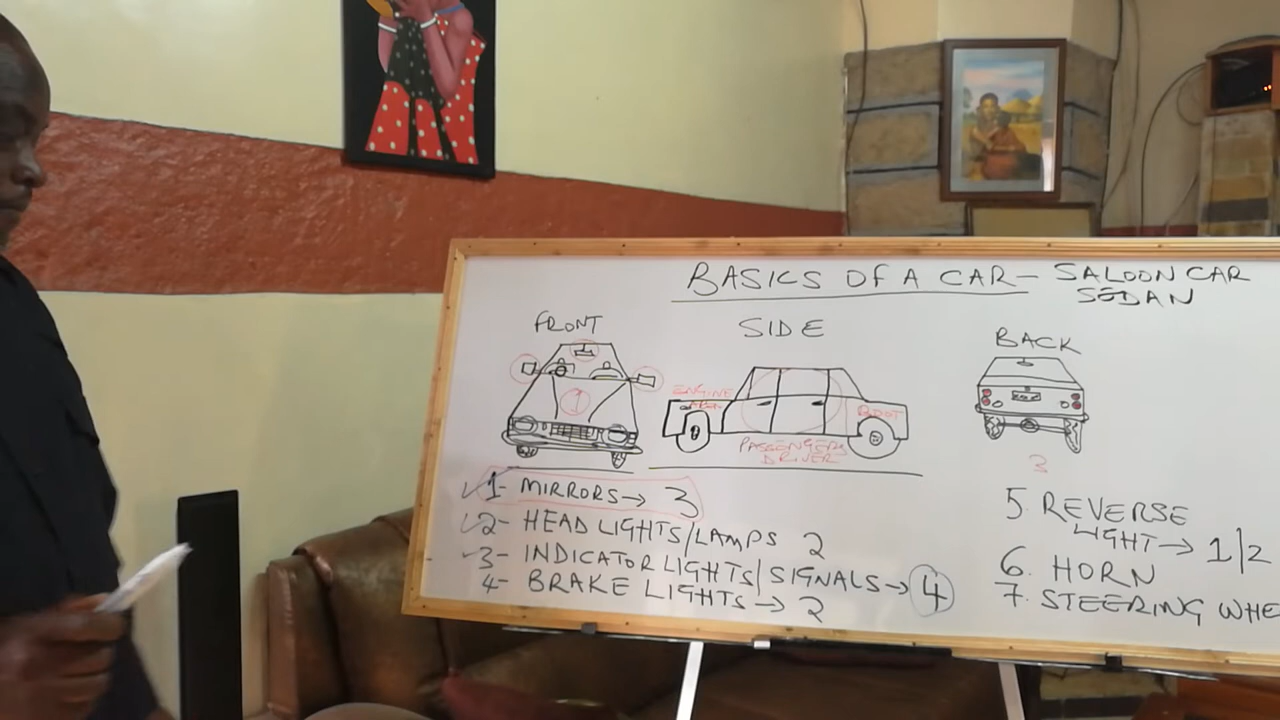 BASICS OF A CAR - SALOON CAR
SEDAN
FRONT
SIDE
BACK
1
ENGINE
BOOT
PASSENGERS
DRIVER
3
1- MIRRORS → 3
2- HEAD LIGHTS/LAMPS 2
3- INDICATOR LIGHTS/SIGNALS → 4
4- BRAKE LIGHTS → 2
5. REVERSE
LIGHT → 1/2
6. HORN
7. STEERING WHE